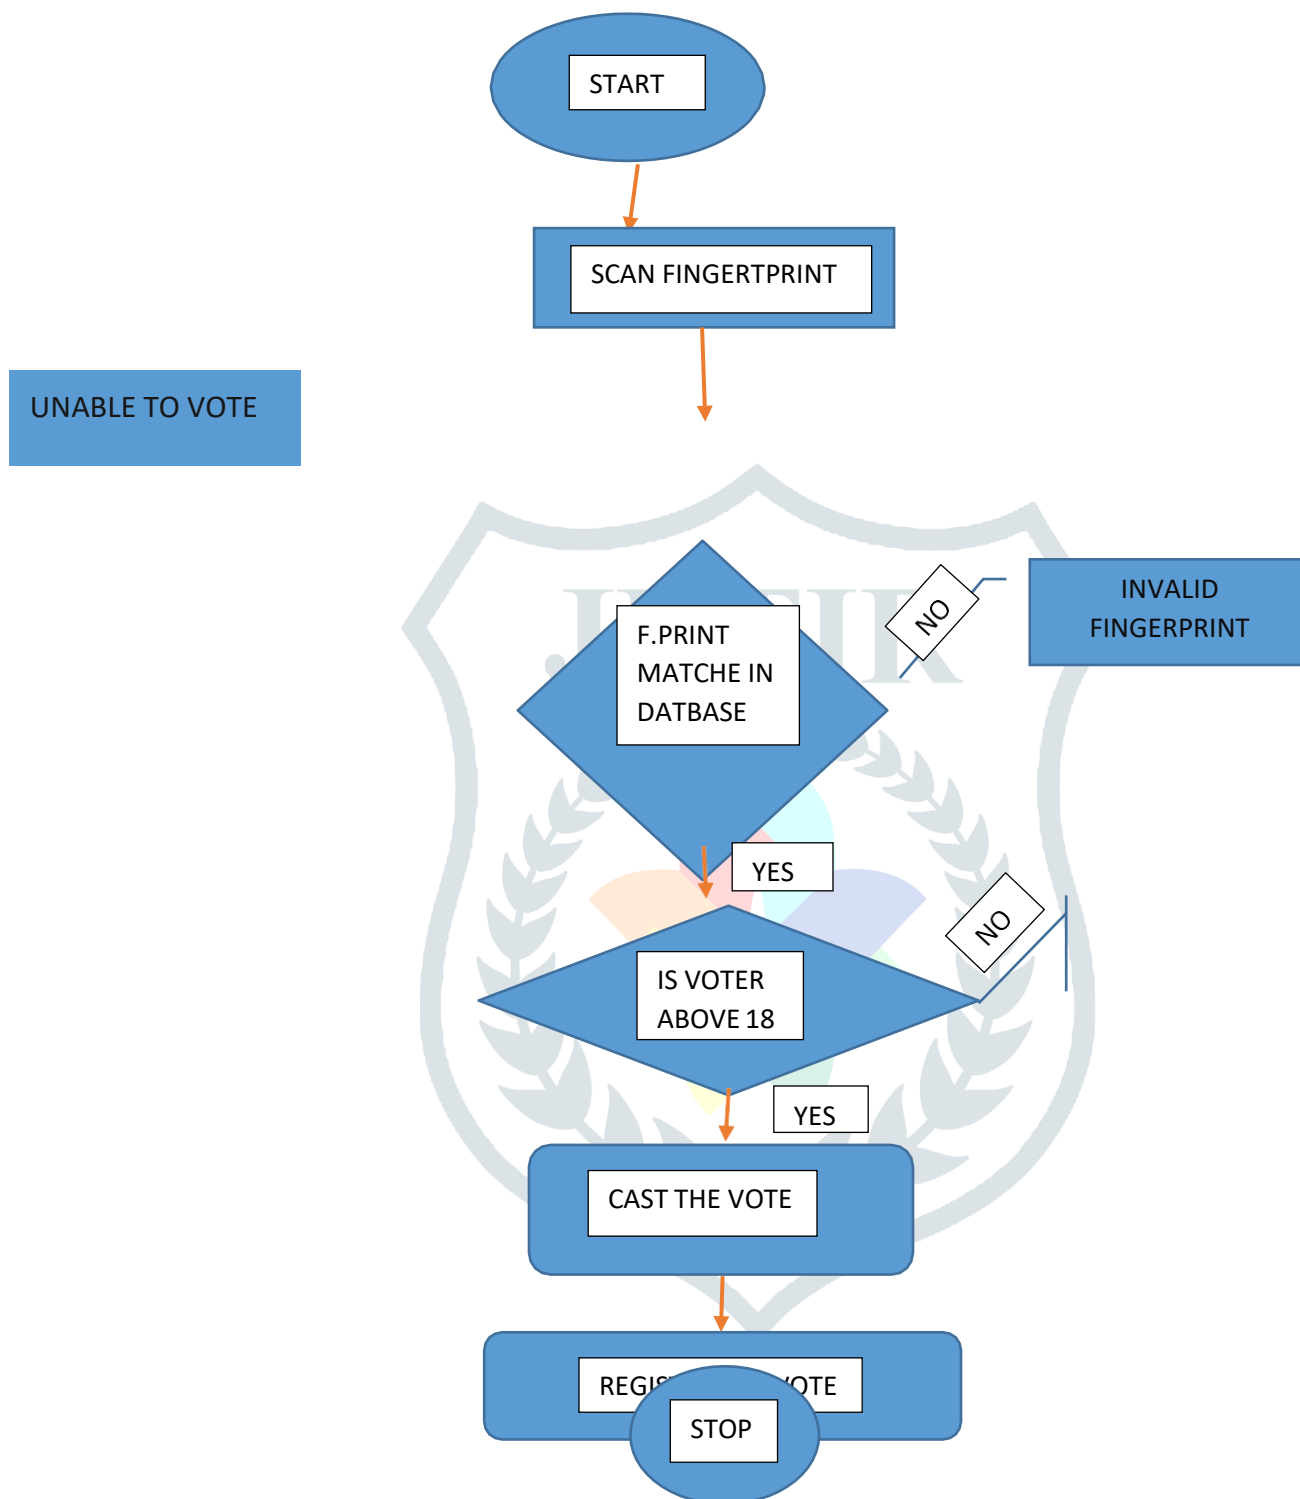 START
SCAN FINGERTPRINT
UNABLE TO VOTE
NO
INVALID
FINGERPRINT
F.PRINT
MATCHE IN
DATBASE
YES
NO
IS VOTER
ABOVE 18
YES
CAST THE VOTE
STOP